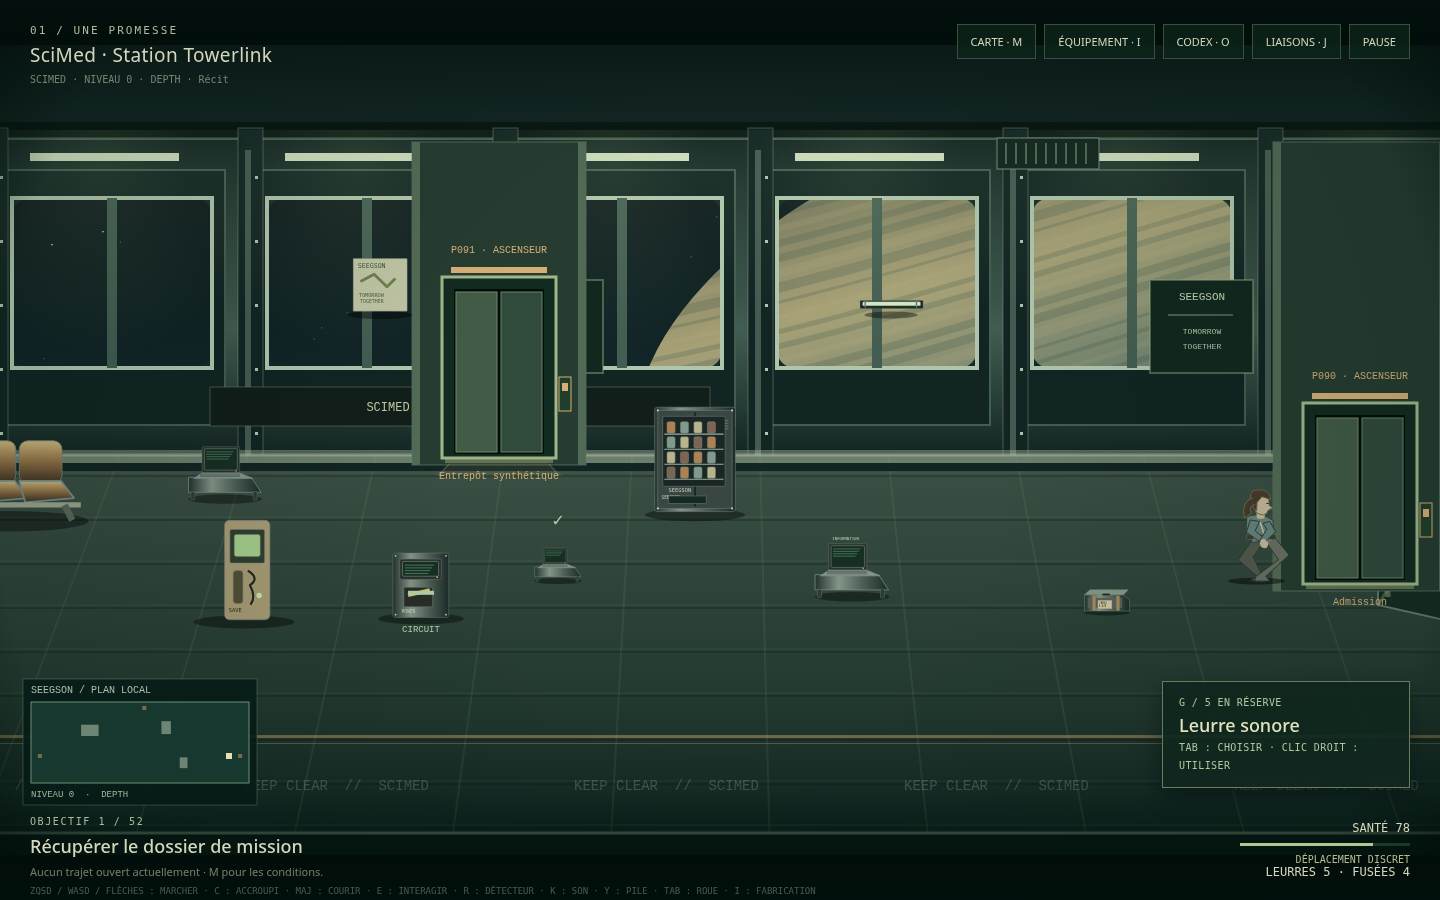 01 / UNE PROMESSE
SciMed · Station Towerlink
SCIMED · NIVEAU 0 · DEPTH · Récit
CARTE · M
ÉQUIPEMENT · I
CODEX · O
LIAISONS · J
PAUSE
P091 · ASCENSEUR
SEEGSON
TOMORROW
TOGETHER
SEEGSON
TOMORROW
TOGETHER
P090 · ASCENSEUR
SCIMED
Entrepôt synthétique
SEEGSON
✓
INFORMATION
SAVE
CIRCUIT
Admission
SEEGSON / PLAN LOCAL
NIVEAU 0 · DEPTH
G / 5 EN RÉSERVE
Leurre sonore
TAB : CHOISIR · CLIC DROIT :
UTILISER
EEP CLEAR // SCIMED
KEEP CLEAR // SCIMED
KEEP CLEAR // SCIMED
OBJECTIF 1 / 52
Récupérer le dossier de mission
Aucun trajet ouvert actuellement · M pour les conditions.
ZQSD / WASD / FLÈCHES : MARCHER · C : ACCROUPI · MAJ : COURIR · E : INTERAGIR · R : DÉTECTEUR · K : SON · Y : PILE · TAB : ROUE · I : FABRICATION
SANTÉ 78
DÉPLACEMENT DISCRET
LEURRES 5 · FUSÉES 4